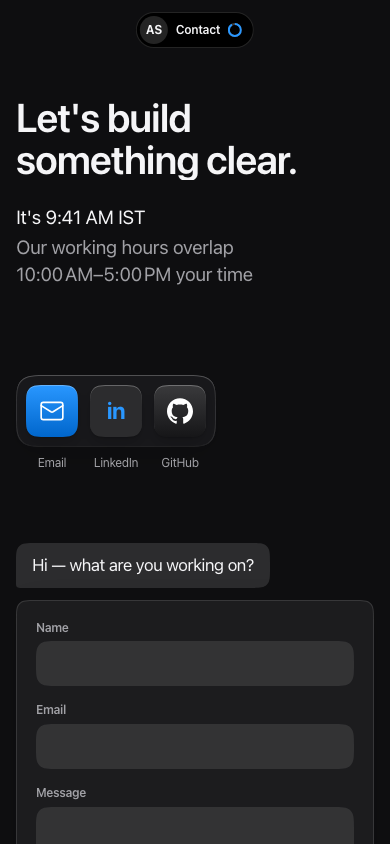 AS Contact
Let's build
something clear.
It's 9:41 AM IST
Our working hours overlap
10:00 AM–5:00 PM your time
in
Email LinkedIn GitHub
Hi — what are you working on?
Name
Email
Message